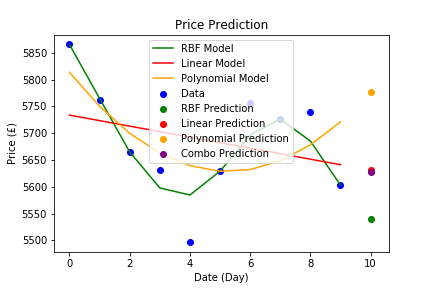 Price Prediction
Price (£)
5850
5800
5750
5700
5650
5600
5550
5500
RBF Model
Linear Model
Polynomial Model
Data
RBF Prediction
Linear Prediction
Polynomial Prediction
Combo Prediction
0 2 4 6 8 10
Date (Day)